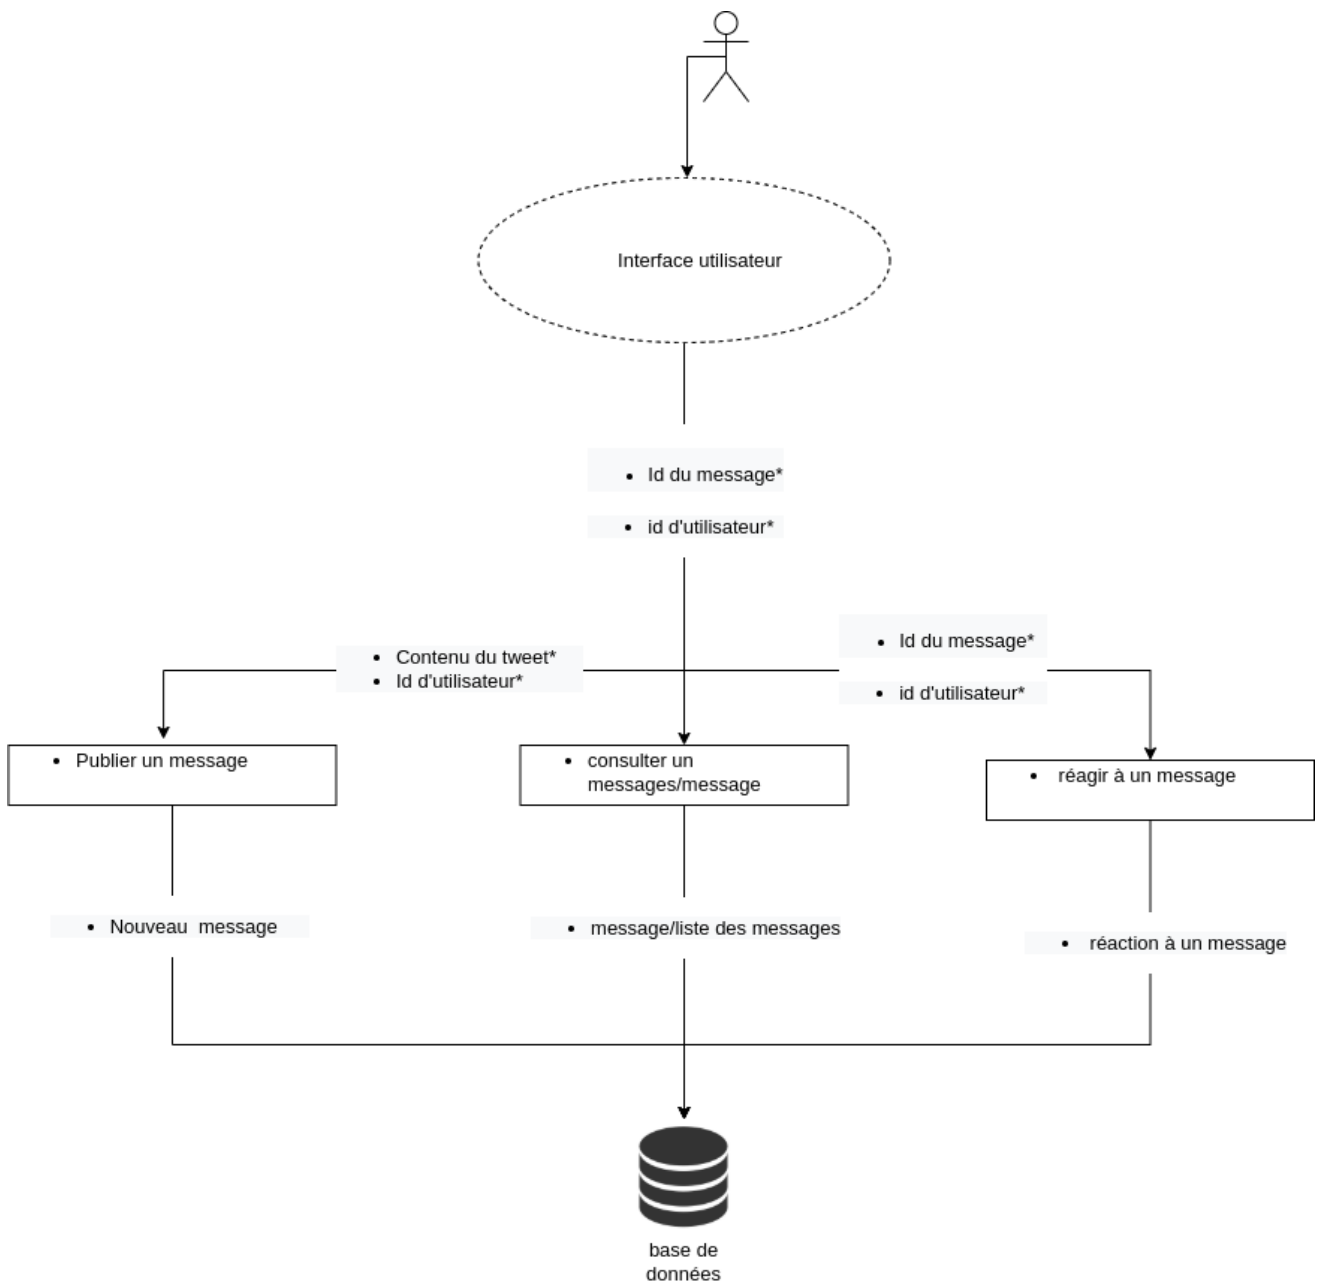 Interface utilisateur
• Id du message*
• id d'utilisateur*
• Contenu du tweet*
• Id d'utilisateur*
• Id du message*
• id d'utilisateur*
• Publier un message
• consulter un
messages/message
• réagir à un message
• Nouveau message
• message/liste des messages
• réaction à un message
base de
données